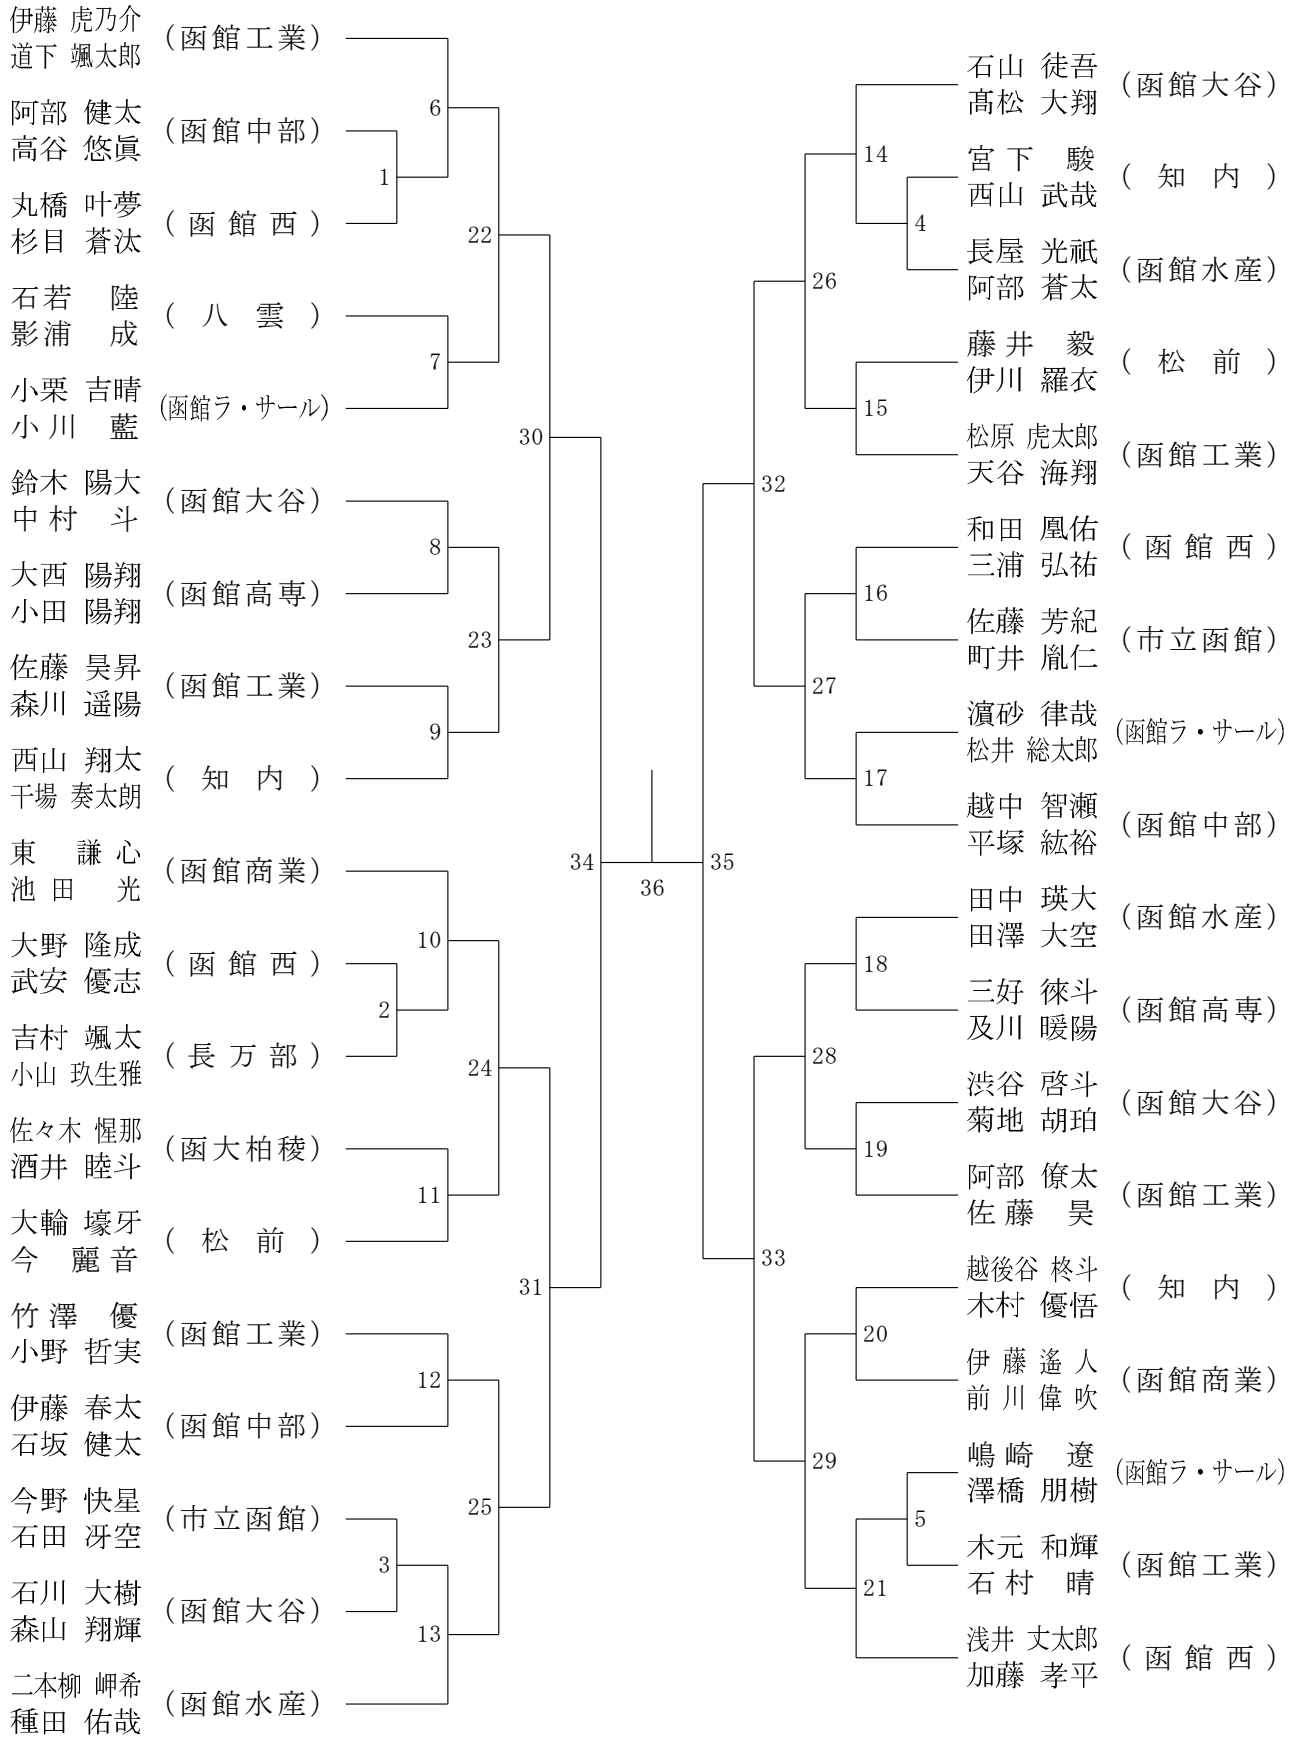 伊藤 虎乃介
道下 颯太郎
(函館工業)
阿部 健太
高谷 悠眞
(函館中部)
丸橋 叶夢
杉目 蒼汰
(函館西)
石若 陸
影浦 成
(八雲)
小栗 吉晴
小川 藍
(函館ラ・サール)
鈴木 陽大
中村 斗
(函館大谷)
大西 陽翔
小田 陽翔
(函館高専)
佐藤 昊昇
森川 遥陽
(函館工業)
西山 翔太
干場 奏太朗
(知内)
東 謙心
池田 光
(函館商業)
大野 隆成
武安 優志
(函館西)
吉村 颯太
小山 玖生雅
(長万部)
佐々木 惺那
酒井 睦斗
(函大柏稜)
大輪 壕牙
今 麗音
(松前)
竹澤 優
小野 哲実
(函館工業)
伊藤 春太
石坂 健太
(函館中部)
今野 快星
石田 冴空
(市立函館)
石川 大樹
森山 翔輝
(函館大谷)
二本柳 岬希
種田 佑哉
(函館水産)
6
1
22
7
30
8
23
9
34
10
2
24
11
31
12
25
3
13
36
石山 徒吾
髙松 大翔
(函館大谷)
宮下 駿
西山 武哉
(知内)
長屋 光祇
阿部 蒼太
(函館水産)
藤井 毅
伊川 羅衣
(松前)
松原 虎太郎
天谷 海翔
(函館工業)
和田 凰佑
三浦 弘祐
(函館西)
佐藤 芳紀
町井 胤仁
(市立函館)
濵砂 律哉
松井 総太郎
(函館ラ・サール)
越中 智瀬
平塚 紘裕
(函館中部)
田中 瑛大
田澤 大空
(函館水産)
三好 徠斗
及川 暖陽
(函館高専)
渋谷 啓斗
菊地 胡珀
(函館大谷)
阿部 僚太
佐藤 昊
(函館工業)
越後谷 柊斗
木村 優悟
(知内)
伊藤 遙人
前川 偉吹
(函館商業)
嶋崎 遼
澤橋 朋樹
(函館ラ・サール)
木元 和輝
石村 晴
(函館工業)
浅井 丈太郎
加藤 孝平
(函館西)
14
4
26
15
32
16
27
17
35
18
28
19
33
20
29
5
21